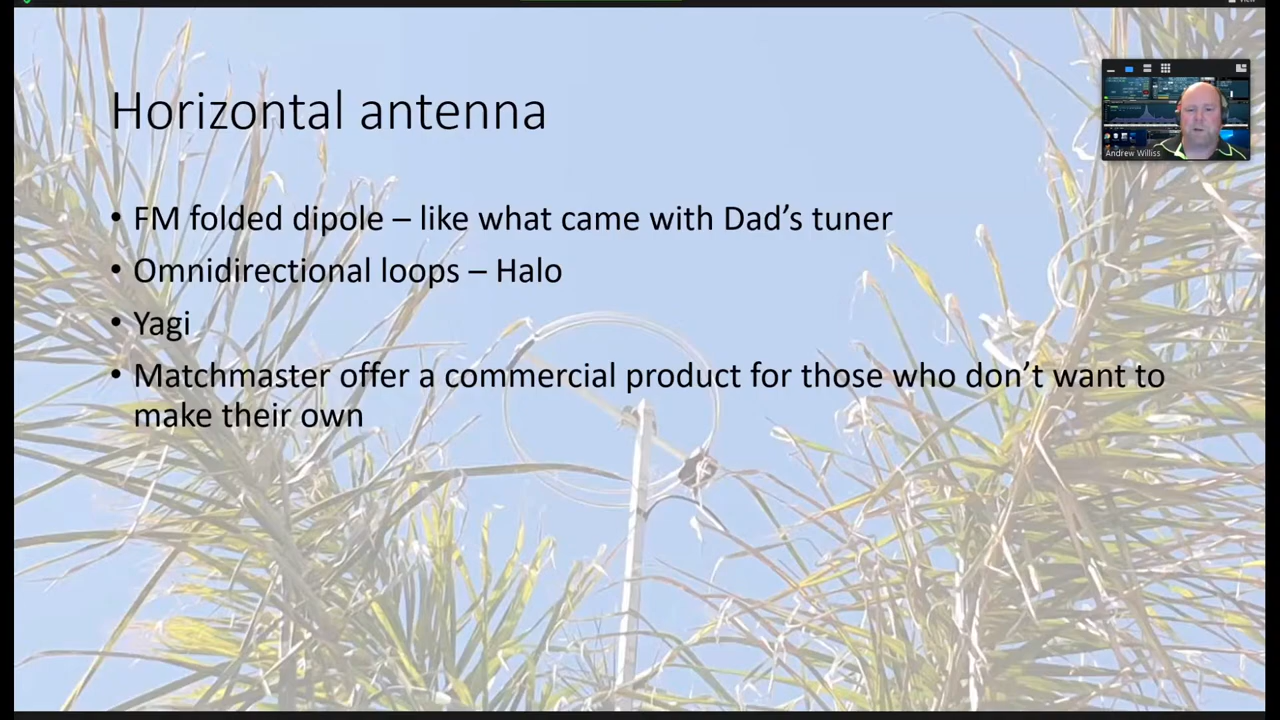 View
Horizontal antenna
Andrew Williss
• FM folded dipole – like what came with Dad’s tuner
• Omnidirectional loops – Halo
• Yagi
• Matchmaster offer a commercial product for those who don’t want to
make their own